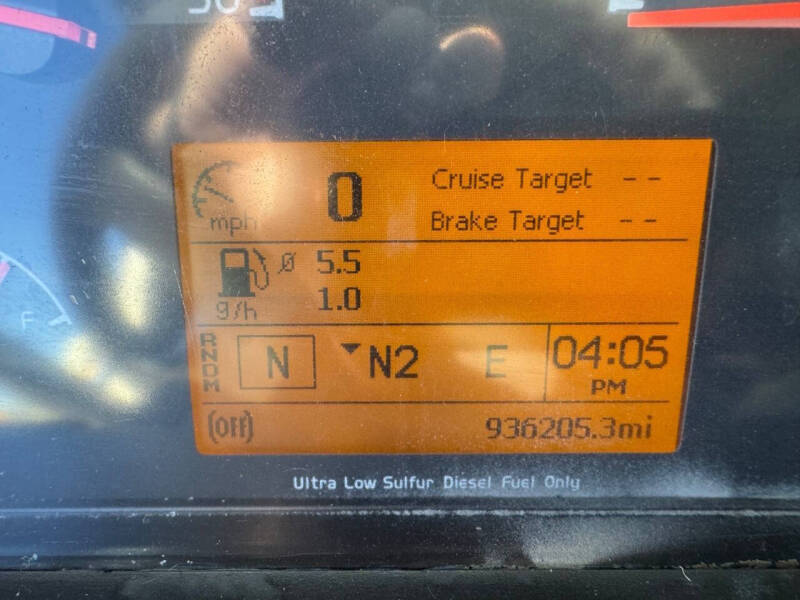 50
mph 0 Cruise Target --
Brake Target --
ø 5.5
g/h 1.0
F
RNDM N N2 E 04:05
PM
(Off) 936205.3mi
Ultra Low Sulfur Diesel Fuel Only